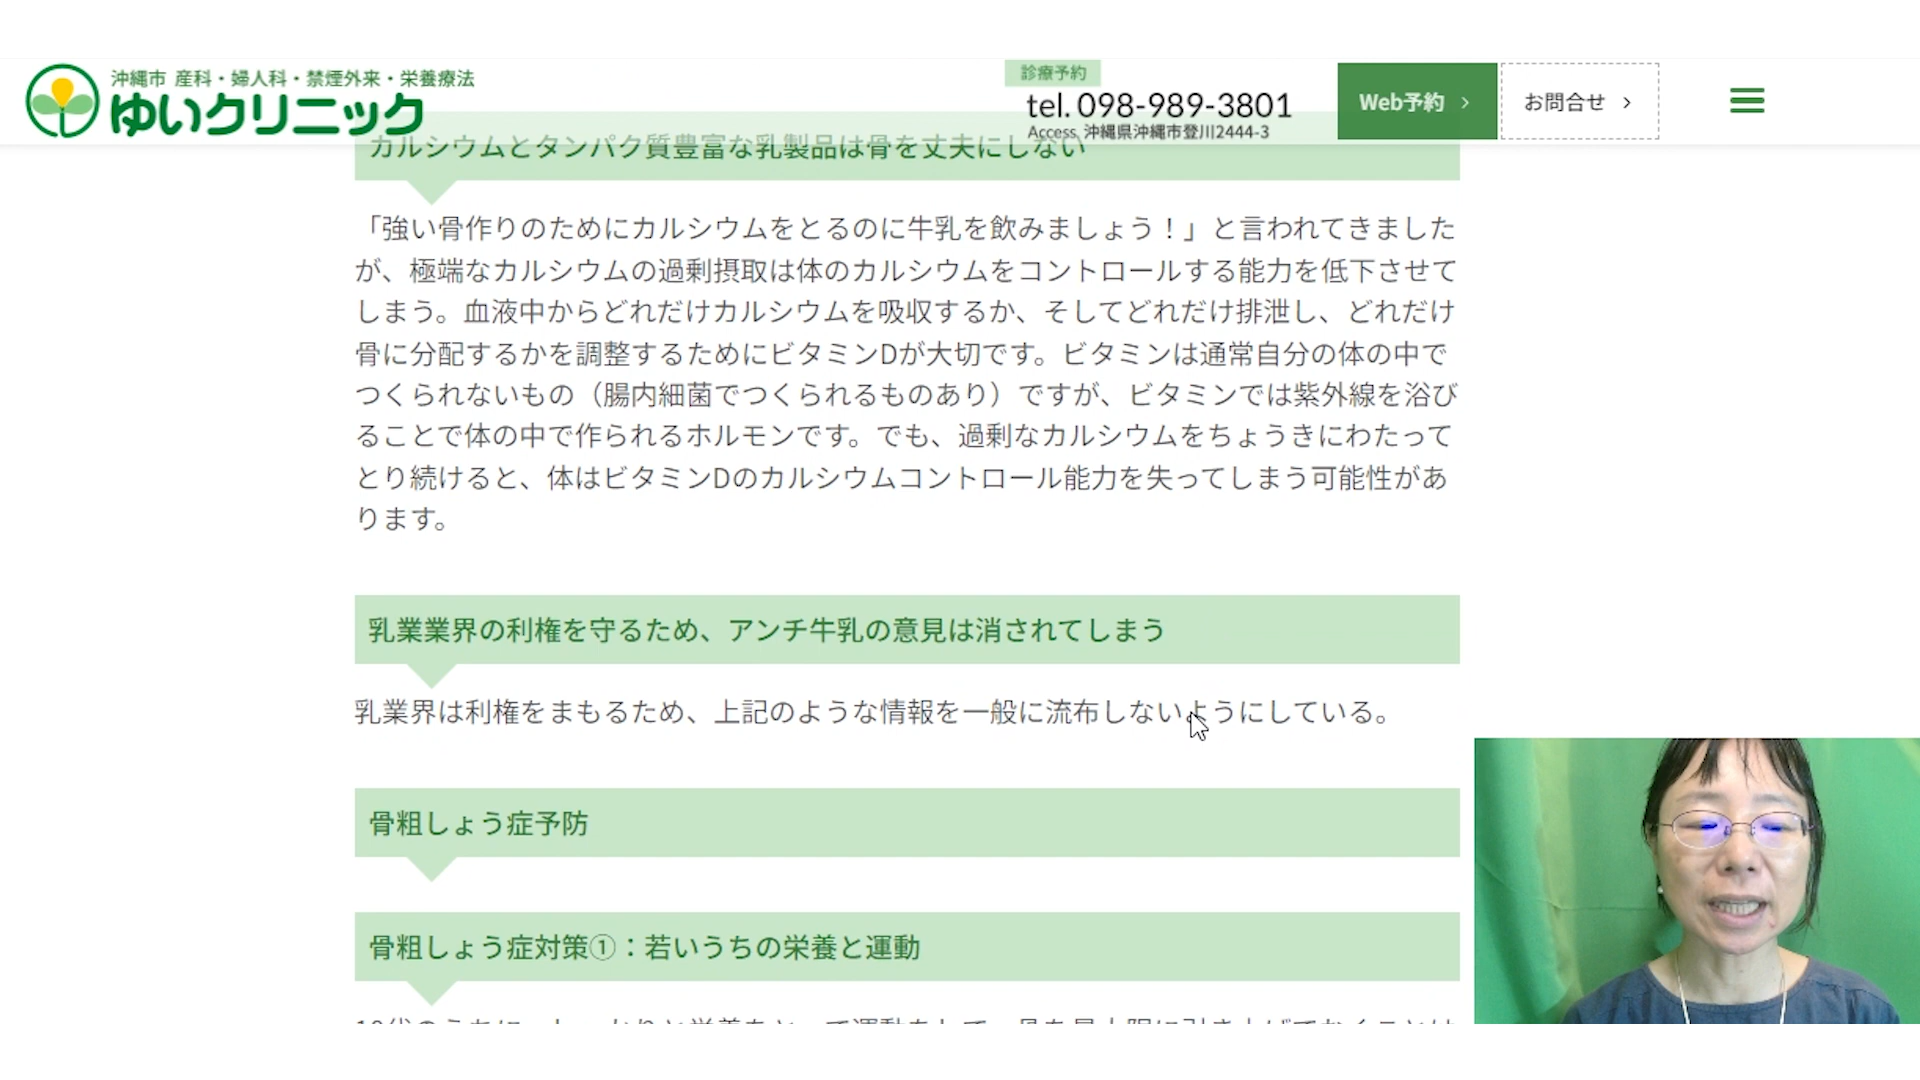 沖縄市 産科・婦人科・禁煙外来・栄養療法
ゆいクリニック
診療予約
tel. 098-989-3801
Access. 沖縄県沖縄市登川2444-3
Web予約
お問合せ
カルシウムとタンパク質豊富な乳製品は骨を丈夫にしない
「強い骨作りのためにカルシウムをとるのに牛乳を飲みましょう！」と言われてきました
が、極端なカルシウムの過剰摂取は体のカルシウムをコントロールする能力を低下させて
しまう。血液中からどれだけカルシウムを吸収するか、そしてどれだけ排泄し、どれだけ
骨に分配するかを調整するためにビタミンDが大切です。ビタミンは通常自分の体の中で
つくられないもの（腸内細菌でつくられるものあり）ですが、ビタミンでは紫外線を浴び
ることで体の中で作られるホルモンです。でも、過剰なカルシウムをちょうきにわたって
とり続けると、体はビタミンDのカルシウムコントロール能力を失ってしまう可能性があ
ります。
乳業業界の利権を守るため、アンチ牛乳の意見は消されてしまう
乳業界は利権をまもるため、上記のような情報を一般に流布しないようにしている。
骨粗しょう症予防
骨粗しょう症対策①：若いうちの栄養と運動